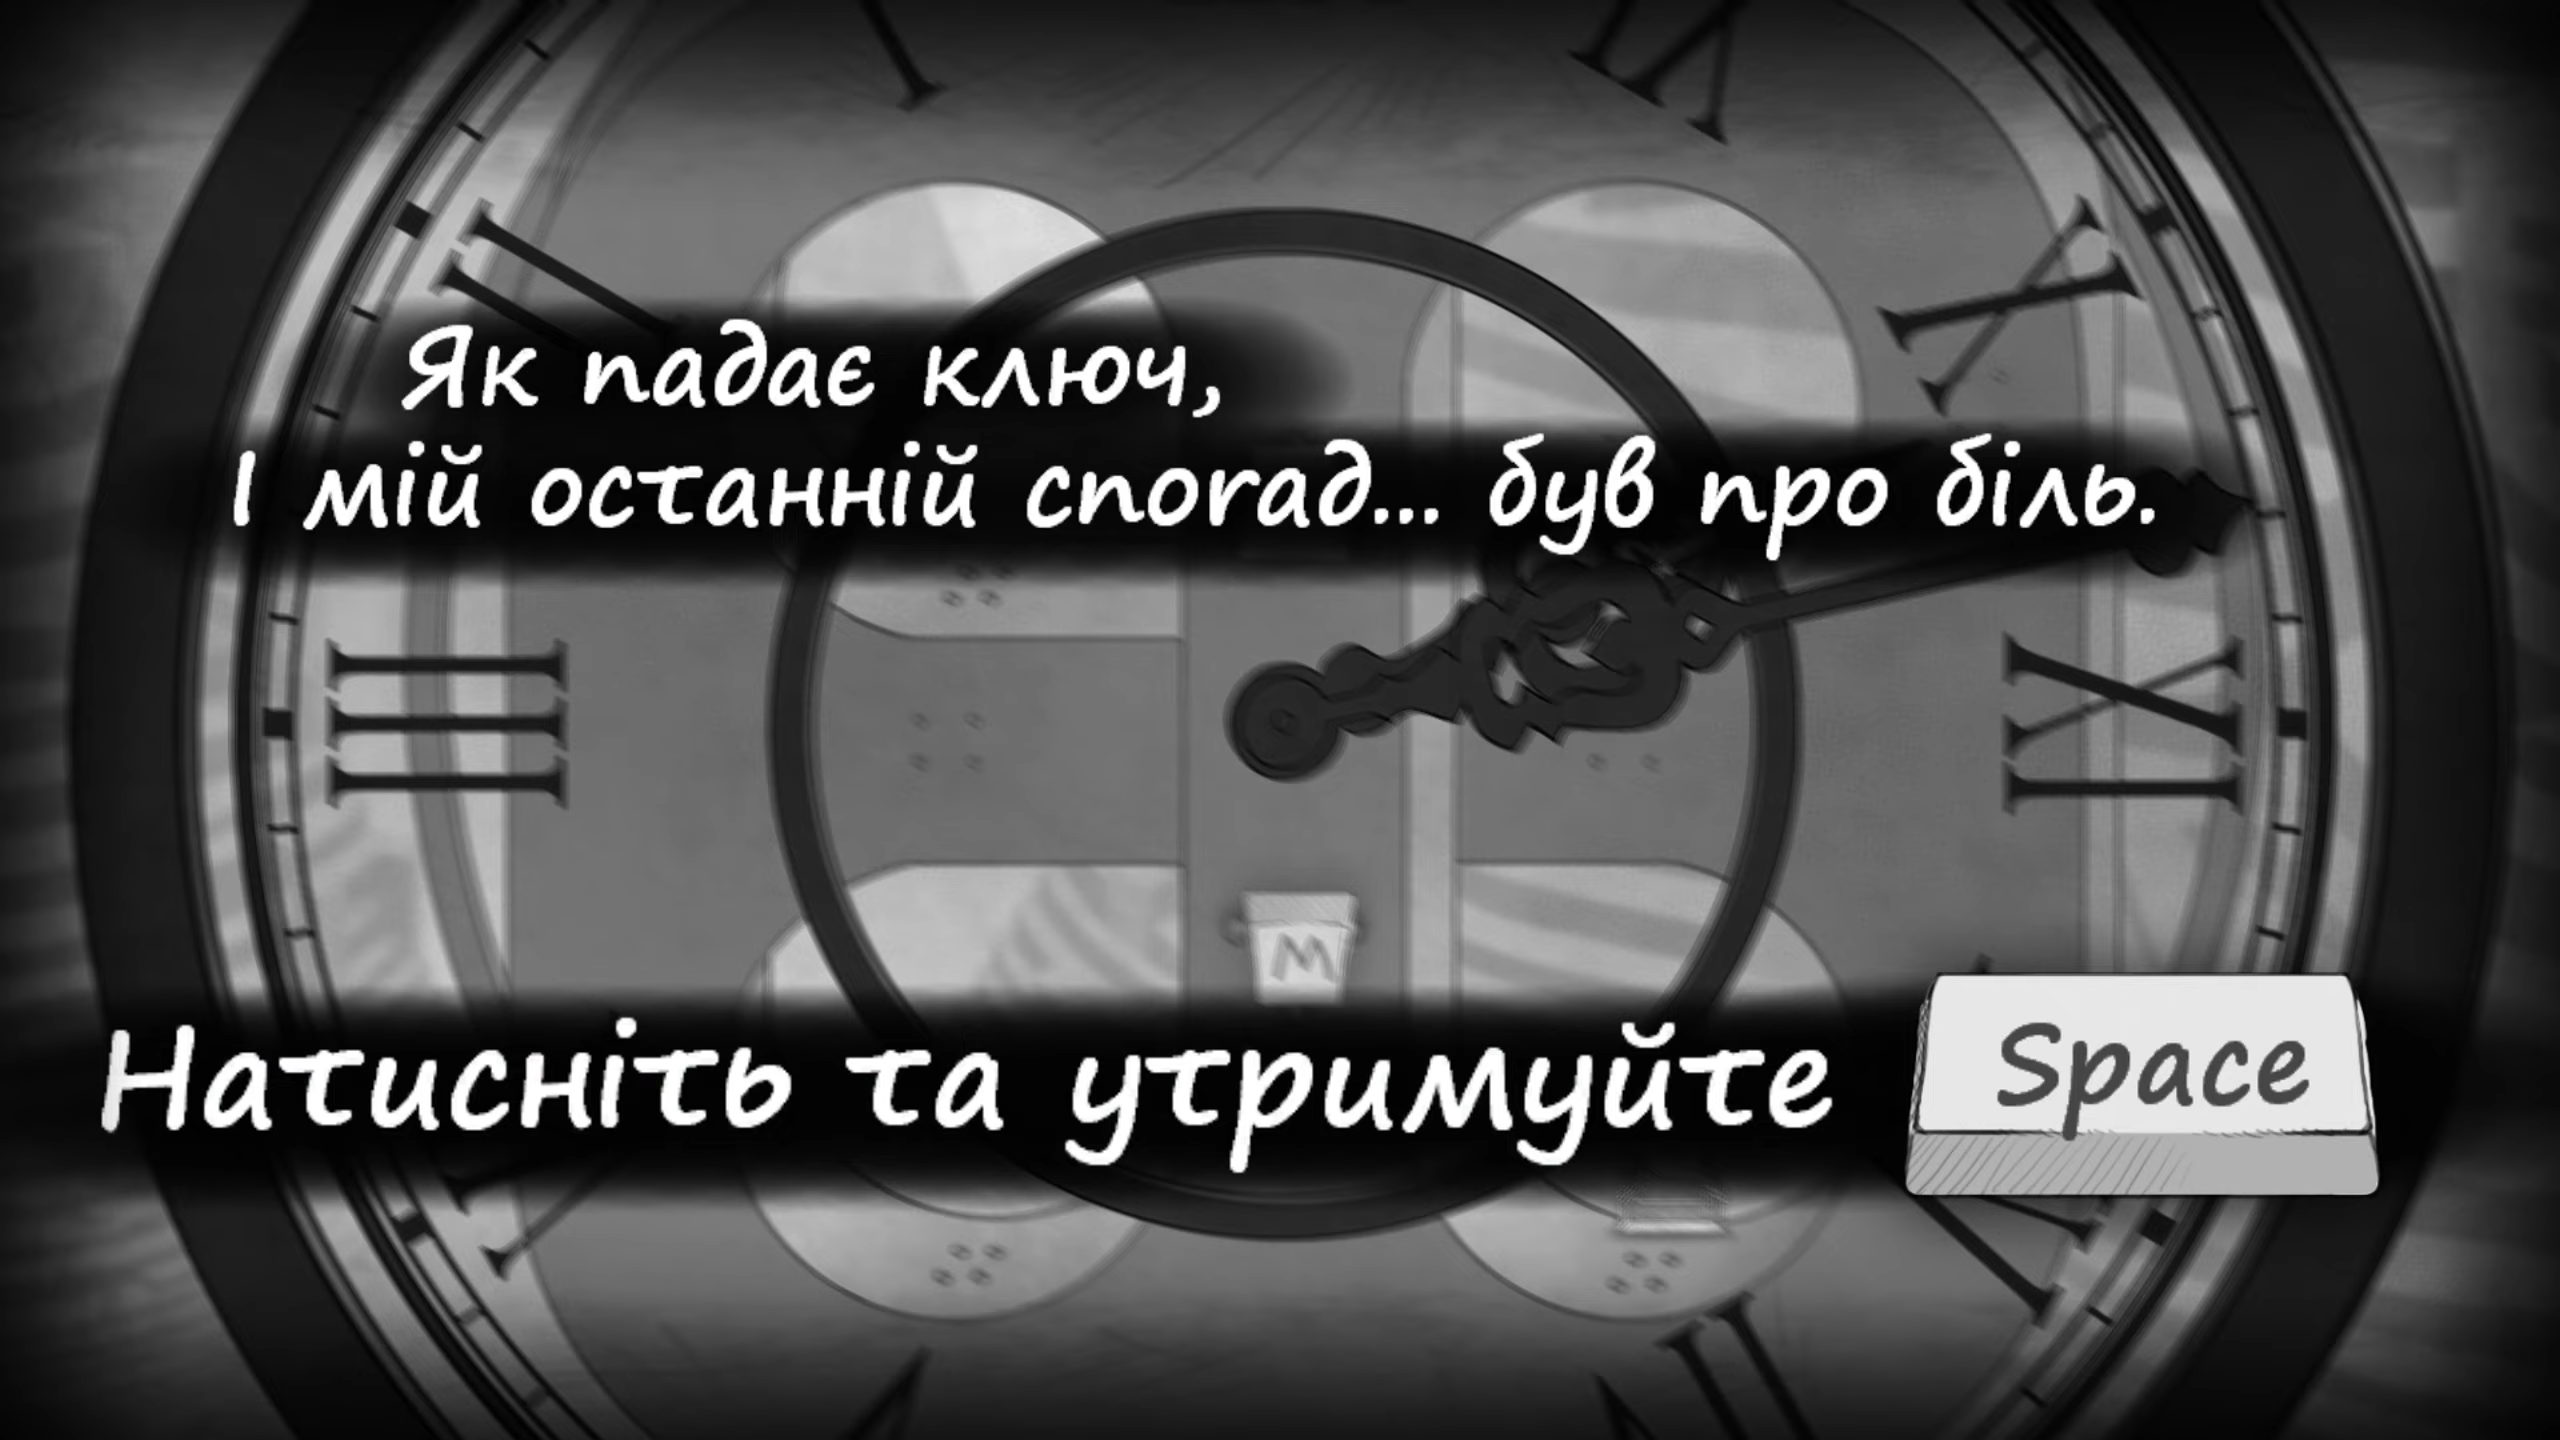 Як падає ключ,
І мій останній спогад... був про біль.
M
Натисніть та утримуйте Space